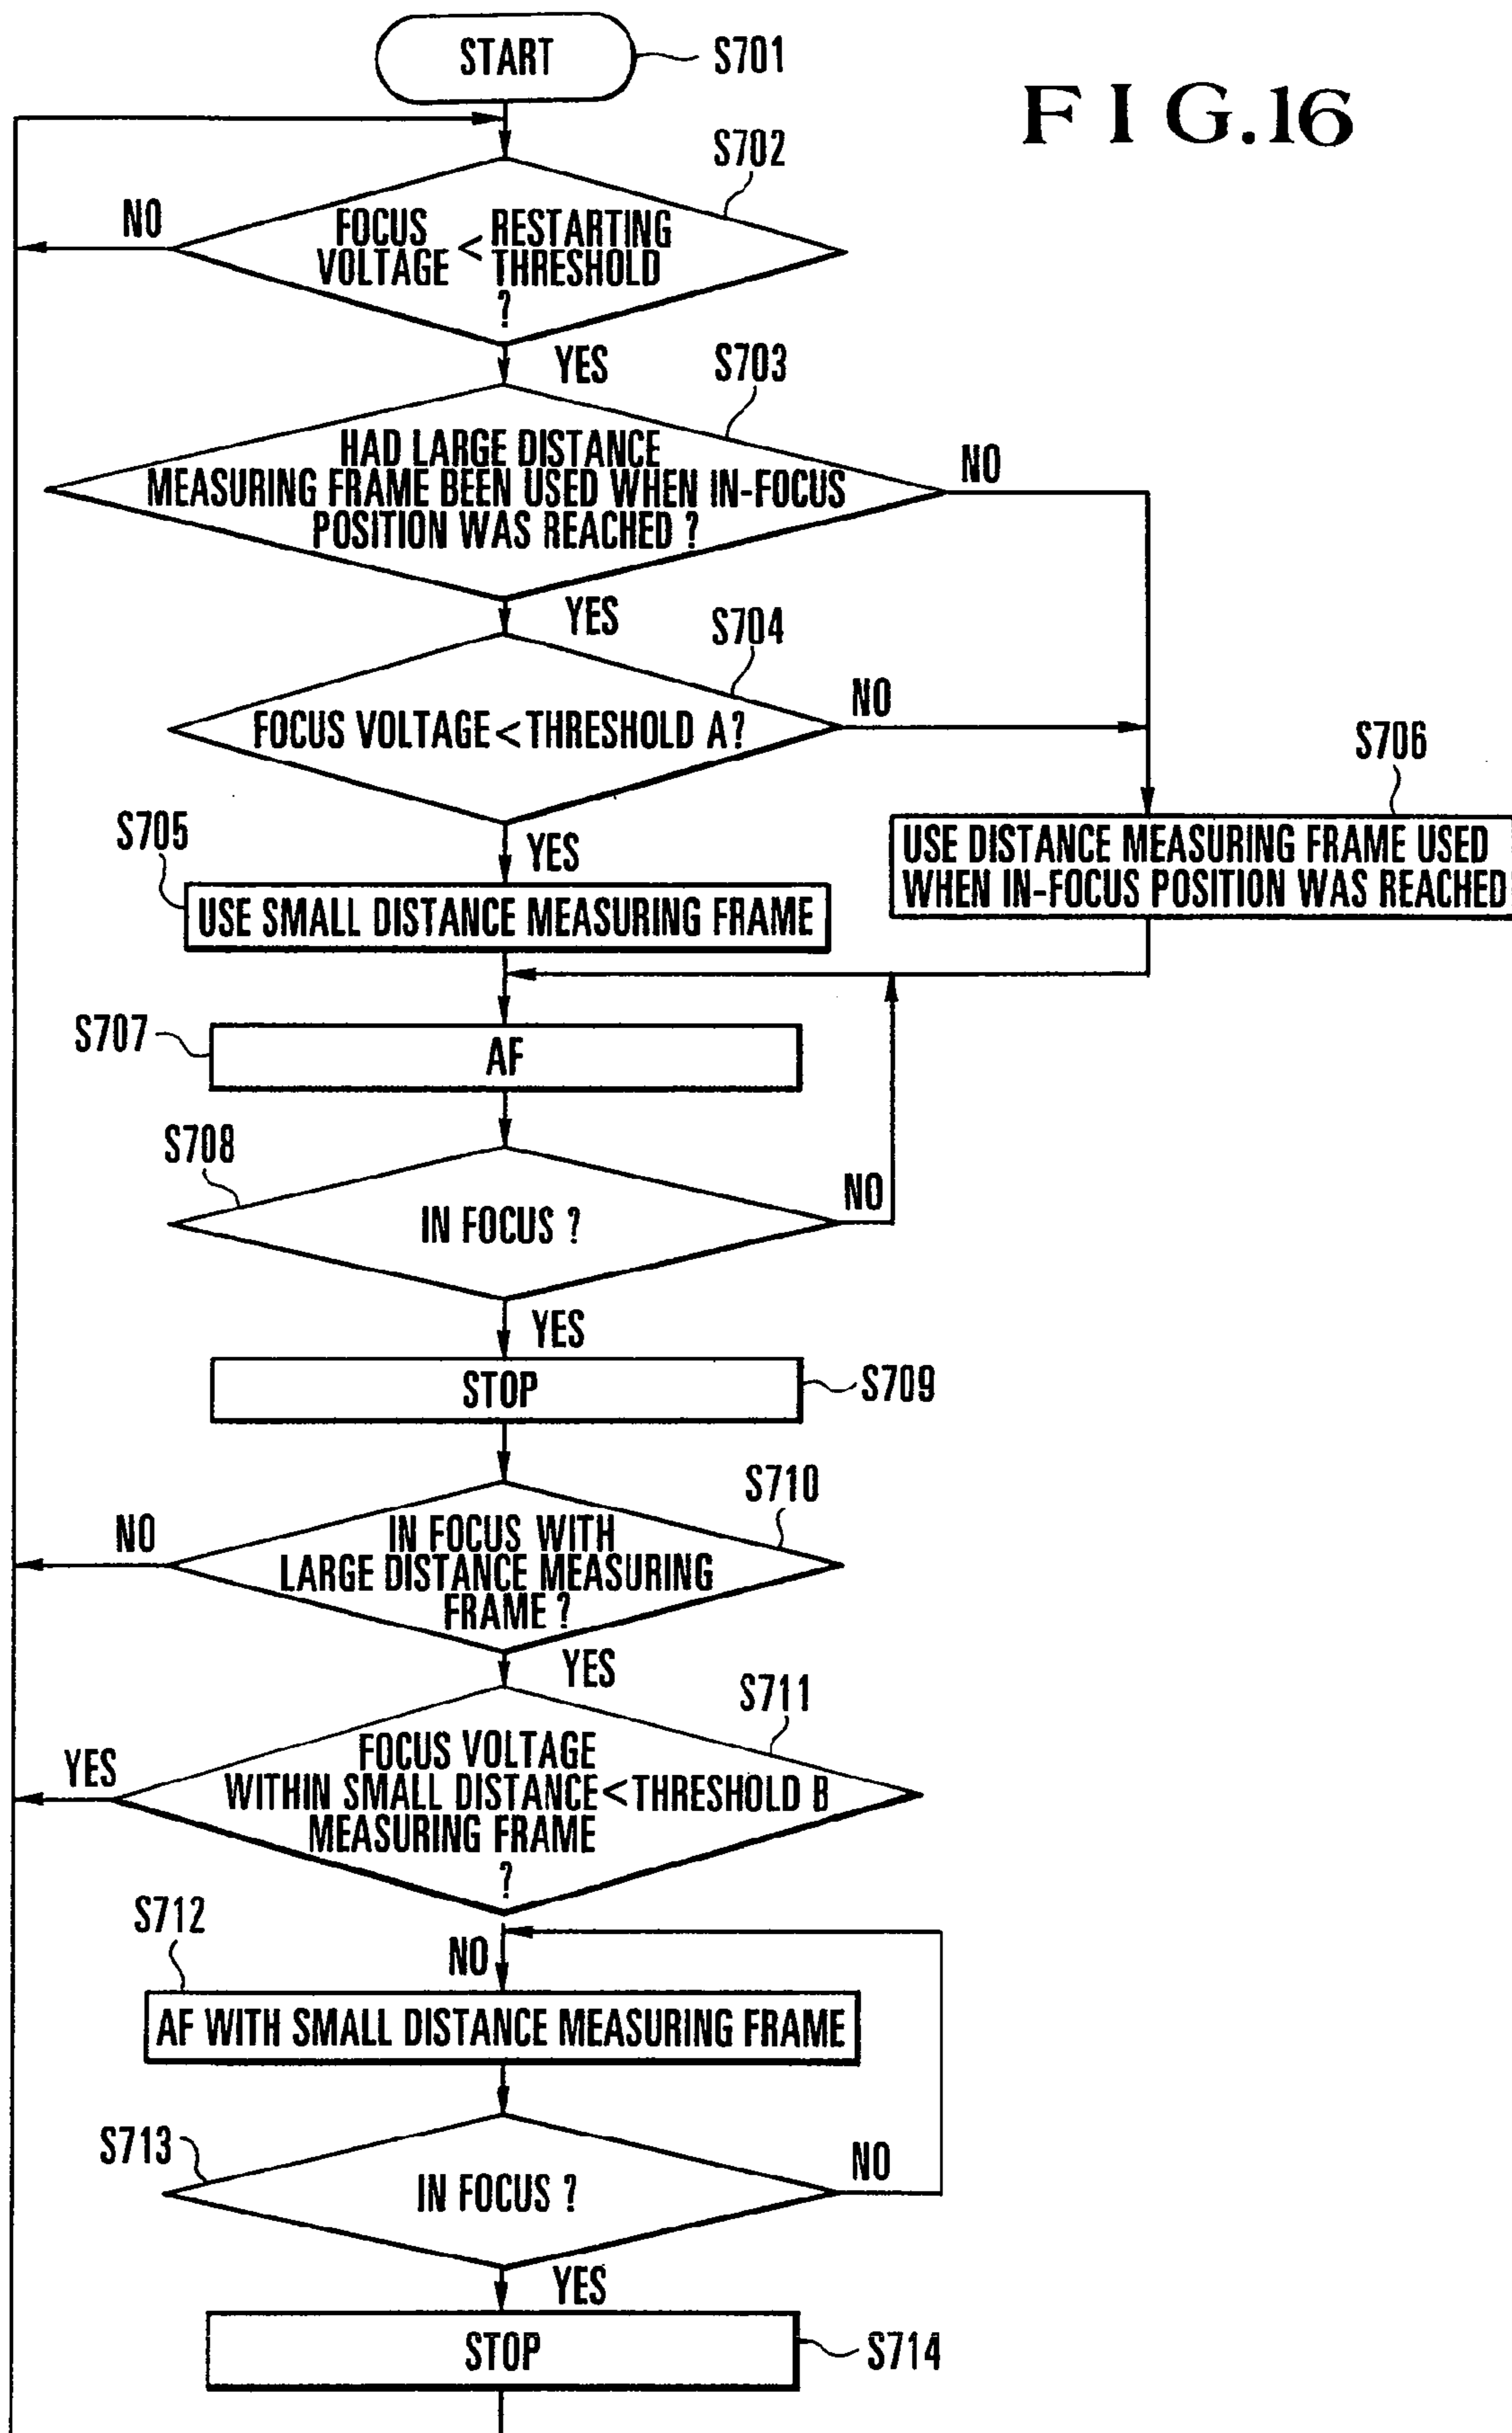 START
S701
F I G.16
S702
NO
FOCUS VOLTAGE < RESTARTING THRESHOLD
?
YES
S703
HAD LARGE DISTANCE
MEASURING FRAME BEEN USED WHEN IN-FOCUS
POSITION WAS REACHED ?
NO
YES
S704
FOCUS VOLTAGE < THRESHOLD A?
NO
S706
S705
YES
USE DISTANCE MEASURING FRAME USED
WHEN IN-FOCUS POSITION WAS REACHED
USE SMALL DISTANCE MEASURING FRAME
S707
AF
S708
NO
IN FOCUS ?
YES
STOP
S709
S710
NO
IN FOCUS WITH
LARGE DISTANCE MEASURING
FRAME ?
YES
S711
YES
FOCUS VOLTAGE
WITHIN SMALL DISTANCE < THRESHOLD B
MEASURING FRAME
?
S712
NO
AF WITH SMALL DISTANCE MEASURING FRAME
S713
NO
IN FOCUS ?
YES
STOP
S714